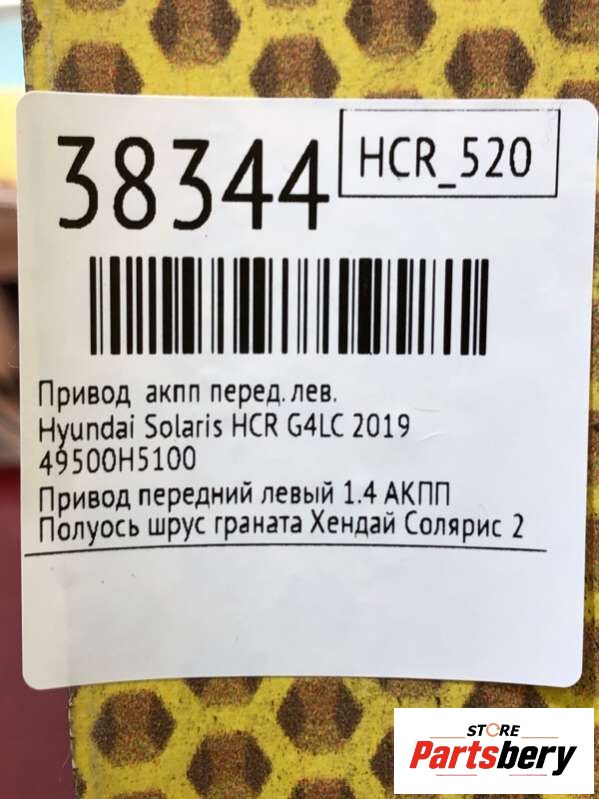 38344
HCR_520
Привод акпп перед. лев.
Hyundai Solaris HCR G4LC 2019
49500H5100
Привод передний левый 1.4 АКПП
Полуось шрус граната Хендай Солярис 2
STORE
Partsbery